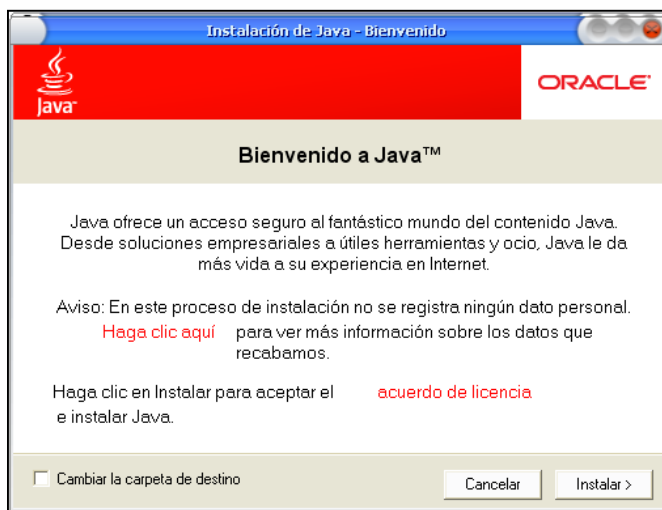 Instalación de Java - Bienvenido
Java™
ORACLE®
Bienvenido a Java™
Java ofrece un acceso seguro al fantástico mundo del contenido Java.
Desde soluciones empresariales a útiles herramientas y ocio, Java le da
más vida a su experiencia en Internet.
Aviso: En este proceso de instalación no se registra ningún dato personal.
Haga clic aquí para ver más información sobre los datos que
recabamos.
Haga clic en Instalar para aceptar el acuerdo de licencia
e instalar Java.
Cambiar la carpeta de destino
Cancelar
Instalar >